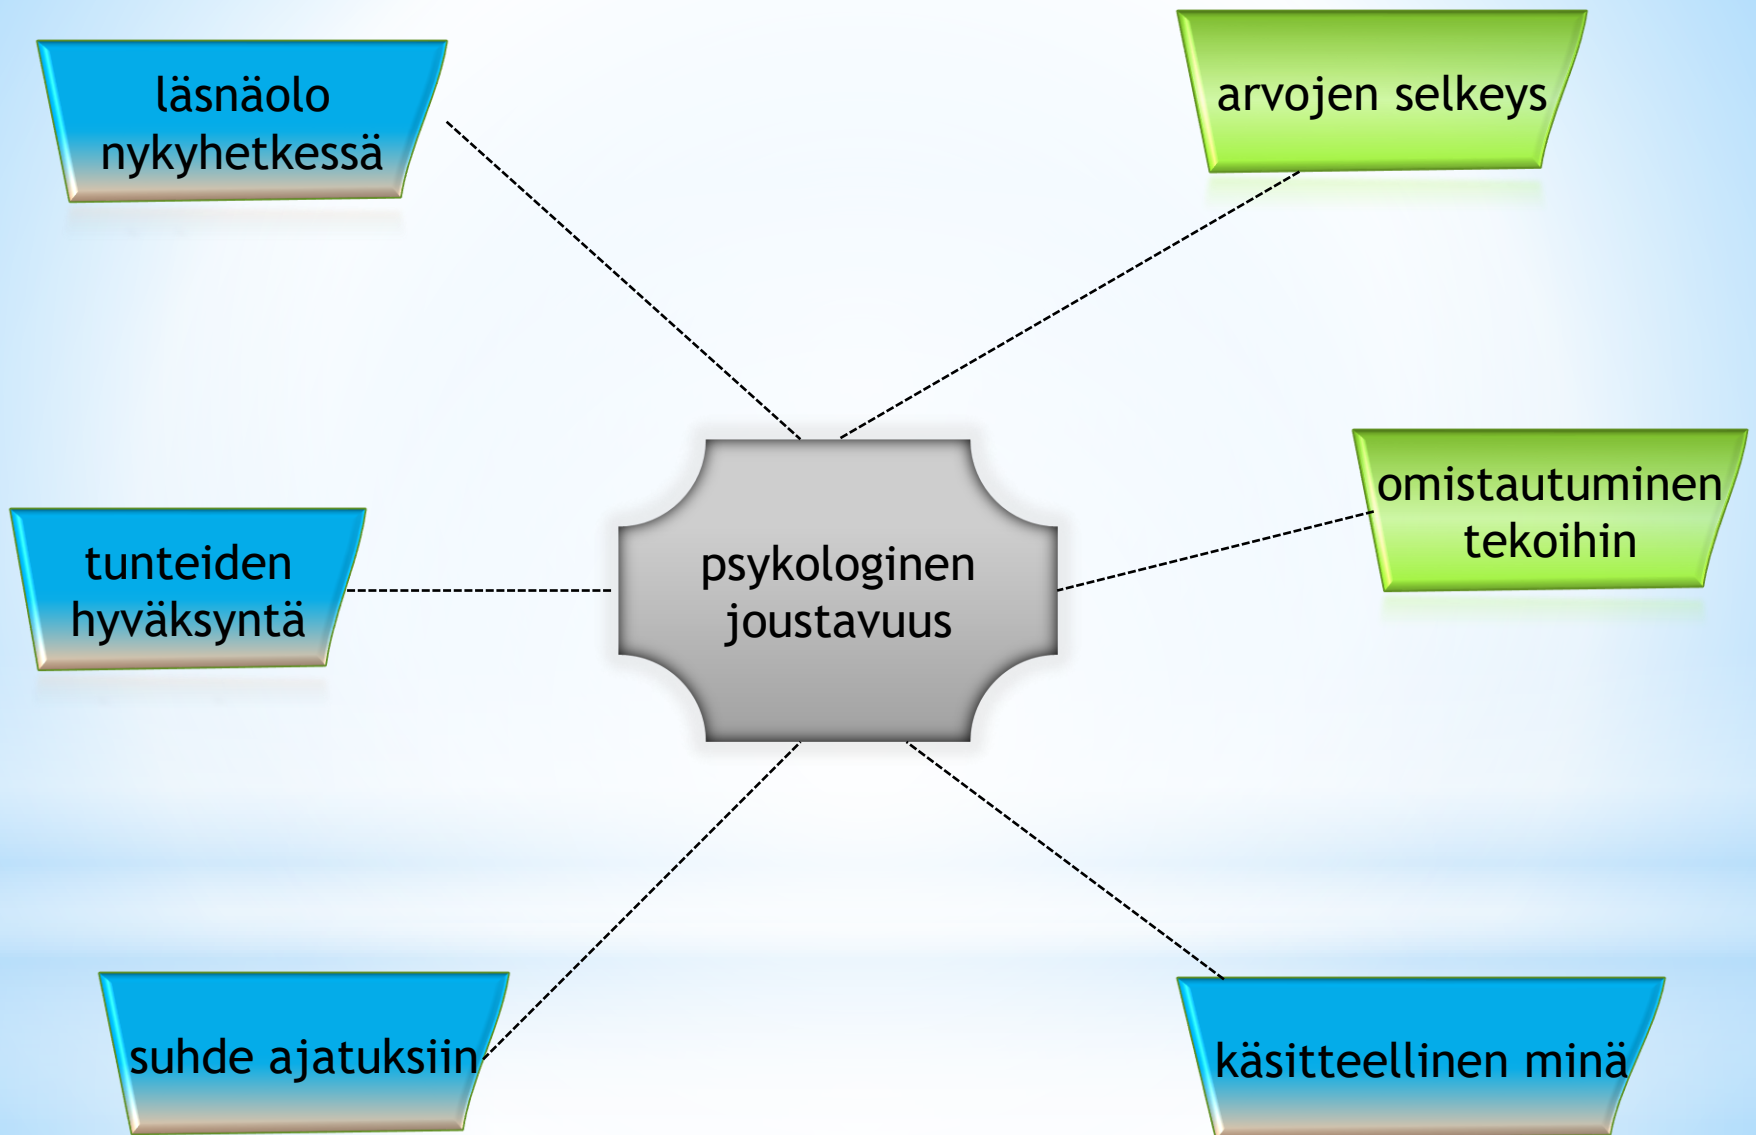 läsnäolo
nykyhetkessä
arvojen selkeys
omistautuminen
tekoihin
tunteiden
hyväksyntä
psykologinen
joustavuus
suhde ajatuksiin
käsitteellinen minä